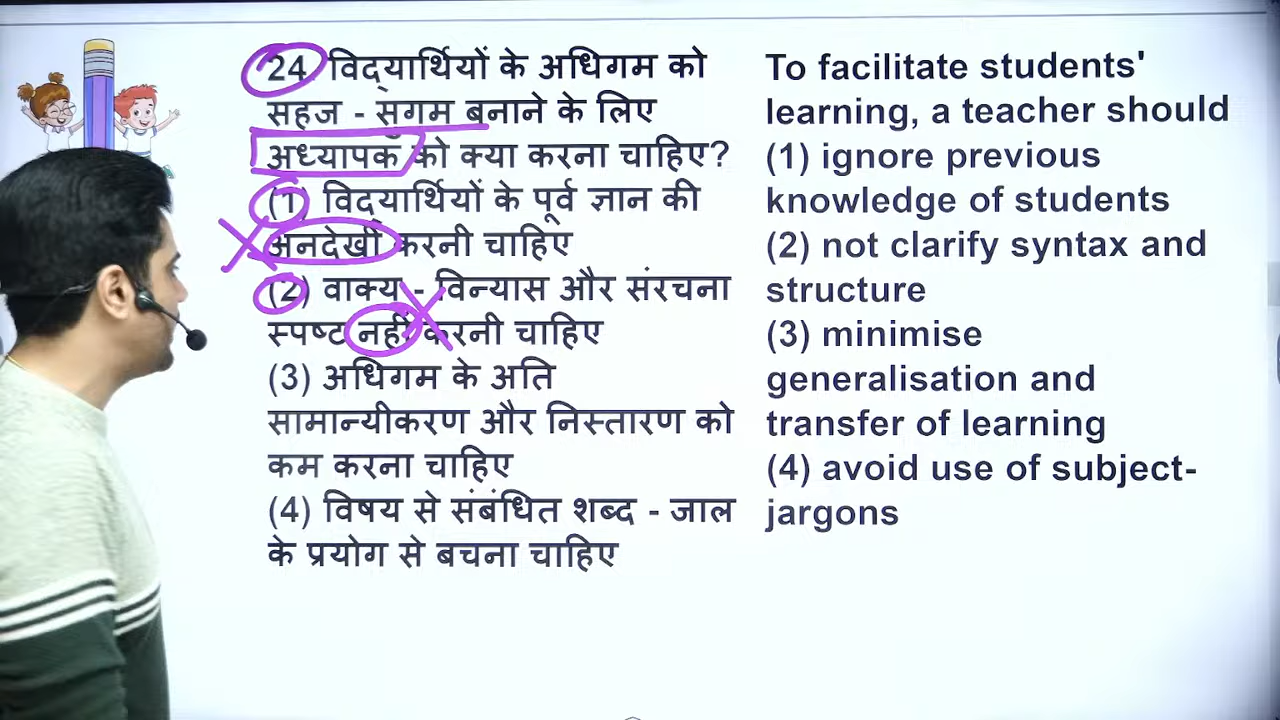 24 विद्यार्थियों के अधिगम को
सहज - सुगम बनाने के लिए
अध्यापक को क्या करना चाहिए?
(1) विद्यार्थियों के पूर्व ज्ञान की
अनदेखी करनी चाहिए
(2) वाक्य - विन्यास और संरचना
स्पष्ट नहीं करनी चाहिए
(3) अधिगम के अति
सामान्यीकरण और निस्तारण को
कम करना चाहिए
(4) विषय से संबंधित शब्द - जाल
के प्रयोग से बचना चाहिए
To facilitate students'
learning, a teacher should
(1) ignore previous
knowledge of students
(2) not clarify syntax and
structure
(3) minimise
generalisation and
transfer of learning
(4) avoid use of subject-
jargons